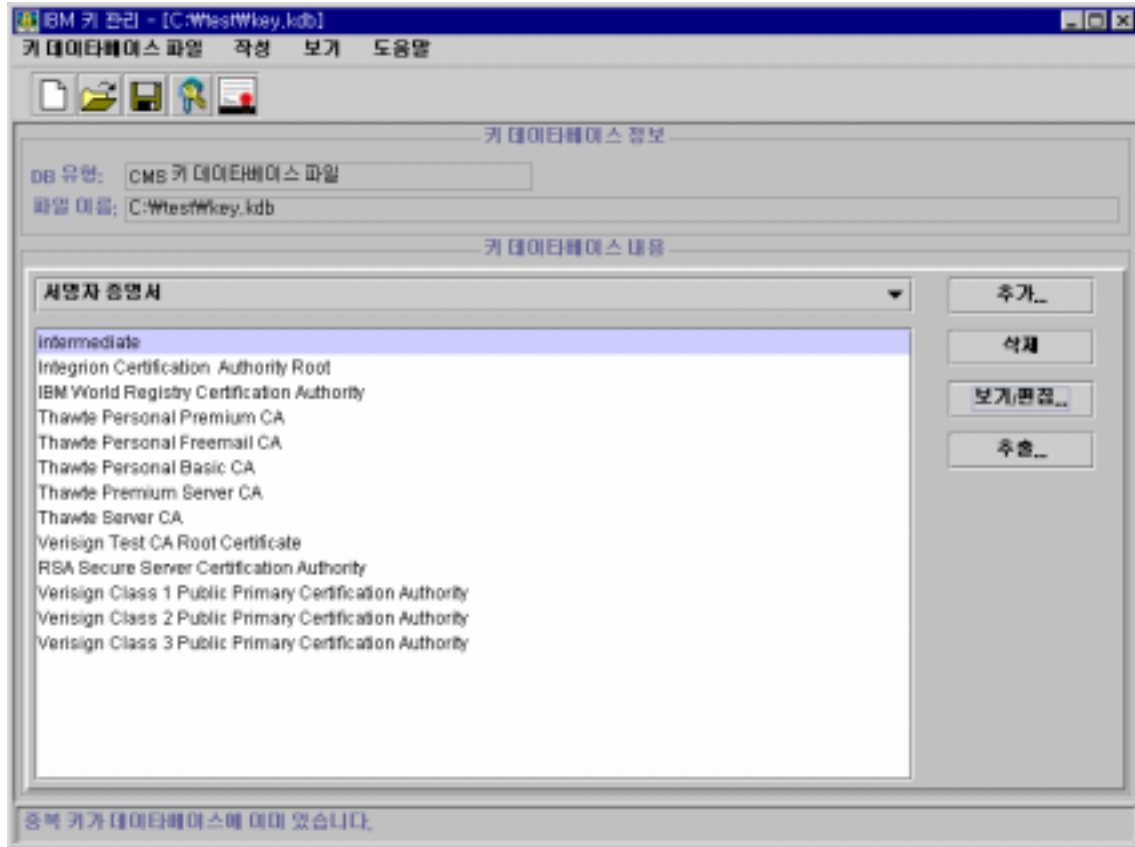 IBM 키 관리 - [C:₩test₩key.kdb]
키 데이타베이스 파일 작성 보기 도움말
키 데이타베이스 정보
DB 유형: CMS 키 데이타베이스 파일
파일 이름: C:₩test₩key.kdb
키 데이타베이스 내용
서명자 증명서
추가...
intermediate
삭제
Integrion Certification Authority Root
IBM World Registry Certification Authority
보기/편집...
Thawte Personal Premium CA
Thawte Personal Freemail CA
추출...
Thawte Personal Basic CA
Thawte Premium Server CA
Thawte Server CA
Verisign Test CA Root Certificate
RSA Secure Server Certification Authority
Verisign Class 1 Public Primary Certification Authority
Verisign Class 2 Public Primary Certification Authority
Verisign Class 3 Public Primary Certification Authority
중복 키가 데이타베이스에 이미 있습니다.